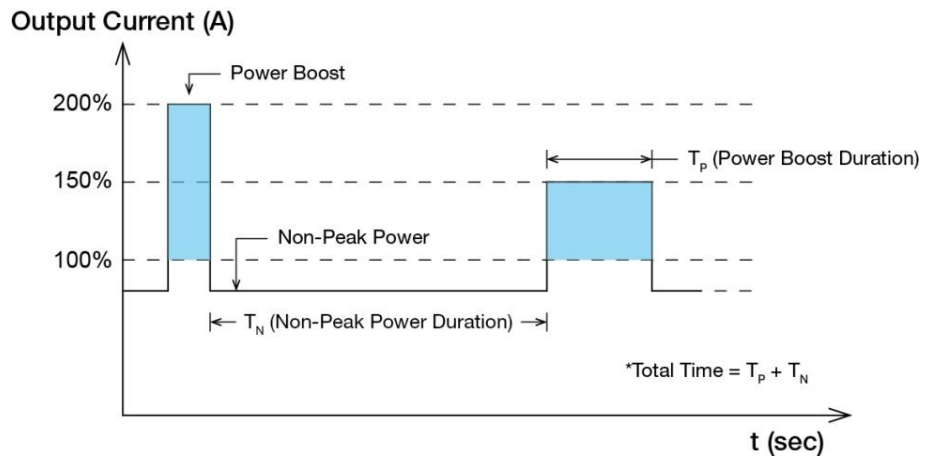 Output Current (A)
Power Boost
200%
T_P (Power Boost Duration)
150%
Non-Peak Power
100%
T_N (Non-Peak Power Duration)
*Total Time = T_P + T_N
t (sec)